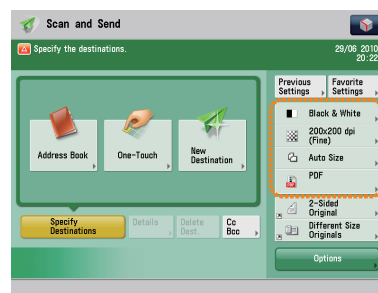 Scan and Send
Specify the destinations.
29/06 2010
20:22
Previous
Settings
Favorite
Settings
Address Book
One-Touch
New
Destination
Black & White
200x200 dpi
(Fine)
Auto Size
PDF
2-Sided
Original
Different Size
Originals
Specify
Destinations
Details
Delete
Dest.
Cc
Bcc
Options